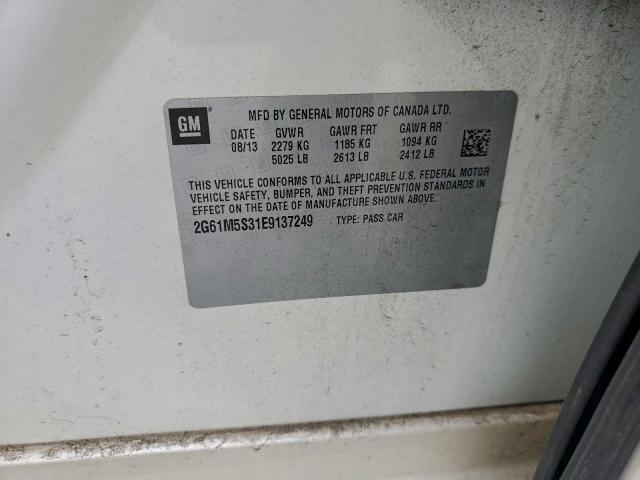 GM
MFD BY GENERAL MOTORS OF CANADA LTD.
DATE GVWR GAWR FRT GAWR RR
08/13 2279 KG 1185 KG 1094 KG
5025 LB 2613 LB 2412 LB
THIS VEHICLE CONFORMS TO ALL APPLICABLE U.S. FEDERAL MOTOR
VEHICLE SAFETY, BUMPER, AND THEFT PREVENTION STANDARDS IN
EFFECT ON THE DATE OF MANUFACTURE SHOWN ABOVE.
2G61M5S31E9137249 TYPE: PASS CAR